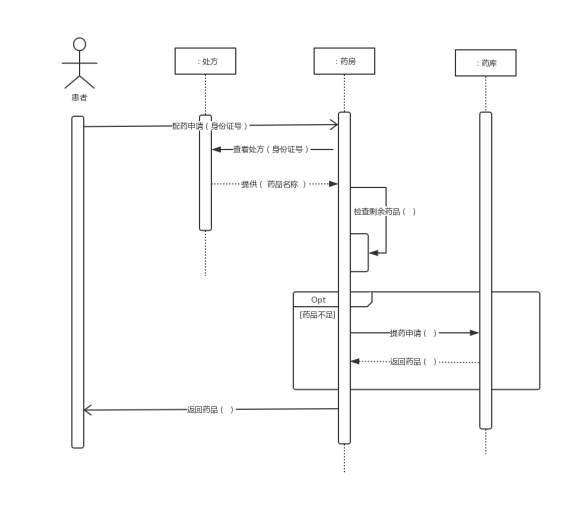 ：处方
：药房
：药库
患者
配药申请（身份证号）
查看处方（身份证号）
提供（ 药品名称 ）
检查剩余药品（ ）
Opt
[药品不足]
提药申请（ ）
返回药品（ ）
返回药品（ ）